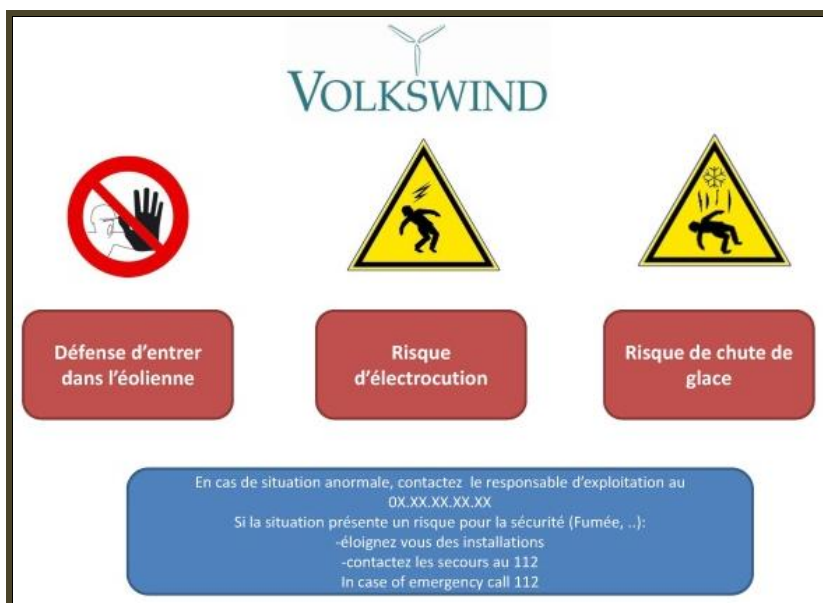 VOLKSWIND
Défense d'entrer
dans l'éolienne
Risque
d'électrocution
Risque de chute de
glace
En cas de situation anormale, contactez le responsable d'exploitation au
0X.XX.XX.XX.XX
Si la situation présente un risque pour la sécurité (Fumée, ..):
-éloignez vous des installations
-contactez les secours au 112
In case of emergency call 112